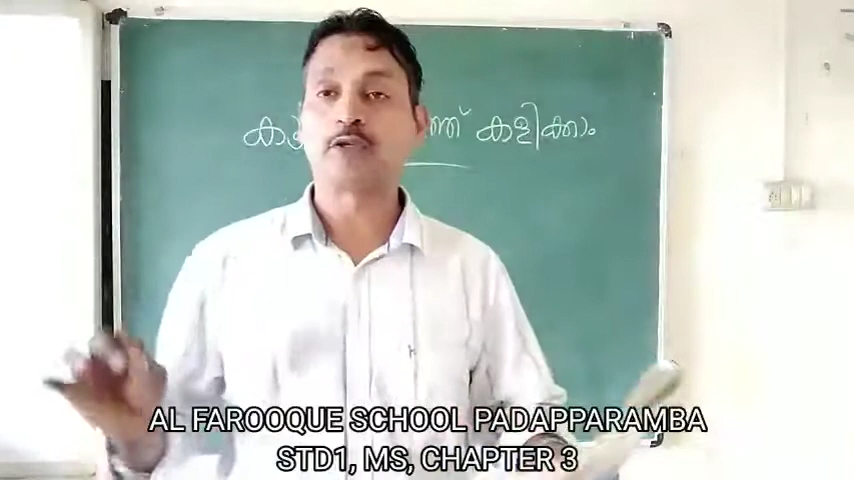 കളിക്കാം
AL FAROOQUE SCHOOL PADAPPARAMBA
STD1, MS, CHAPTER 3